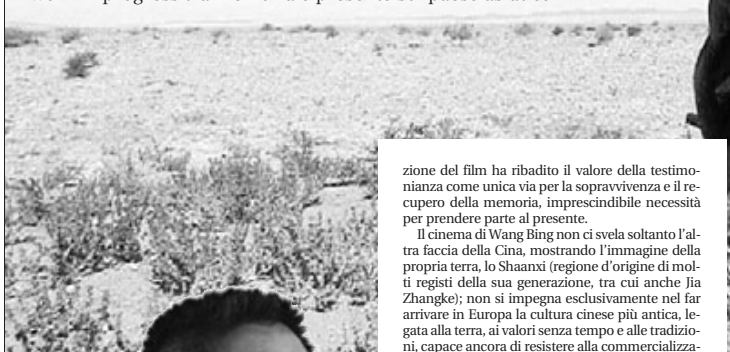 zione del film ha ribadito il valore della testimo-
nianza come unica via per la sopravvivenza e il re-
cupero della memoria, imprescindibile necessità
per prendere parte al presente.
Il cinema di Wang Bing non ci svela soltanto l'al-
tra faccia della Cina, mostrando l'immagine della
propria terra, lo Shaanxi (regione d'origine di mol-
ti registi della sua generazione, tra cui anche Jia
Zhangke); non si impegna esclusivamente nel far
arrivare in Europa la cultura cinese più antica, le-
gata alla terra, ai valori senza tempo e alle tradizio-
ni, capace ancora di resistere alla commercializza-